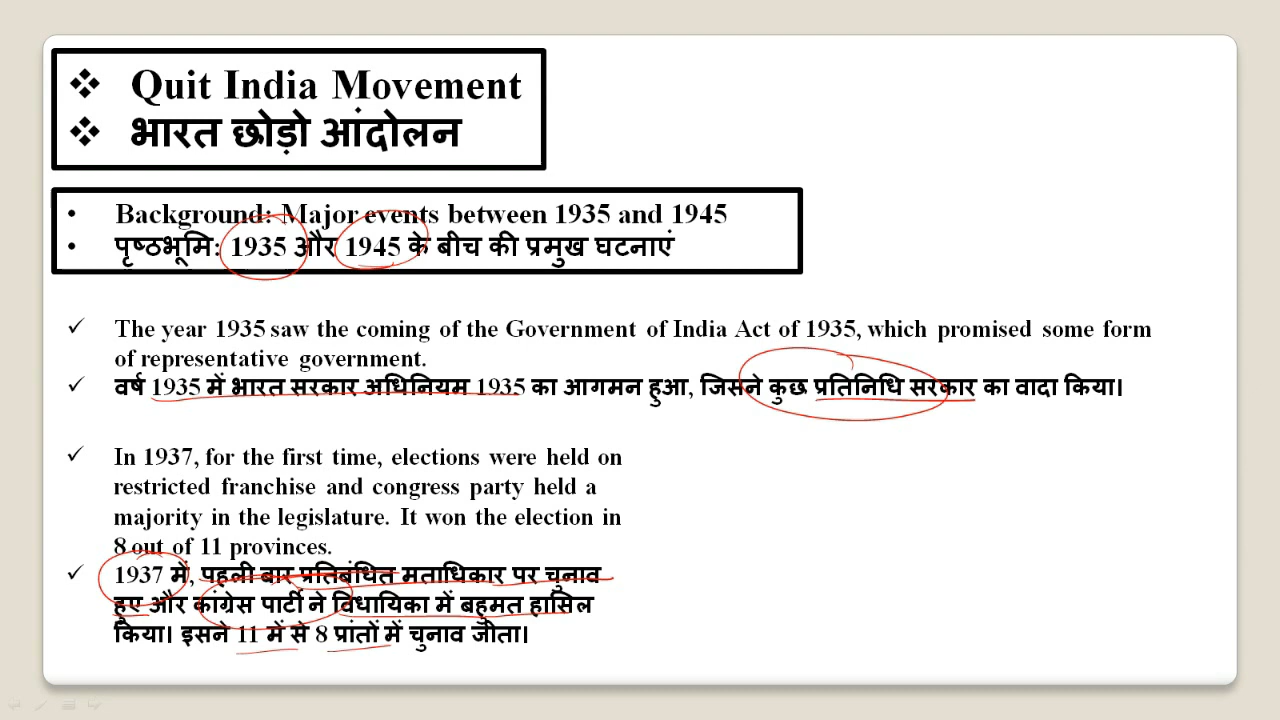 ❖ Quit India Movement
❖ भारत छोड़ो आंदोलन
• Background: Major events between 1935 and 1945
• पृष्ठभूमि: 1935 और 1945 के बीच की प्रमुख घटनाएं
✓ The year 1935 saw the coming of the Government of India Act of 1935, which promised some form
of representative government.
✓ वर्ष 1935 में भारत सरकार अधिनियम 1935 का आगमन हुआ, जिसने कुछ प्रतिनिधि सरकार का वादा किया।
✓ In 1937, for the first time, elections were held on
restricted franchise and congress party held a
majority in the legislature. It won the election in
8 out of 11 provinces.
✓ 1937 में, पहली बार प्रतिबंधित मताधिकार पर चुनाव
हुए और कांग्रेस पार्टी ने विधायिका में बहुमत हासिल
किया। इसने 11 में से 8 प्रांतों में चुनाव जीता।